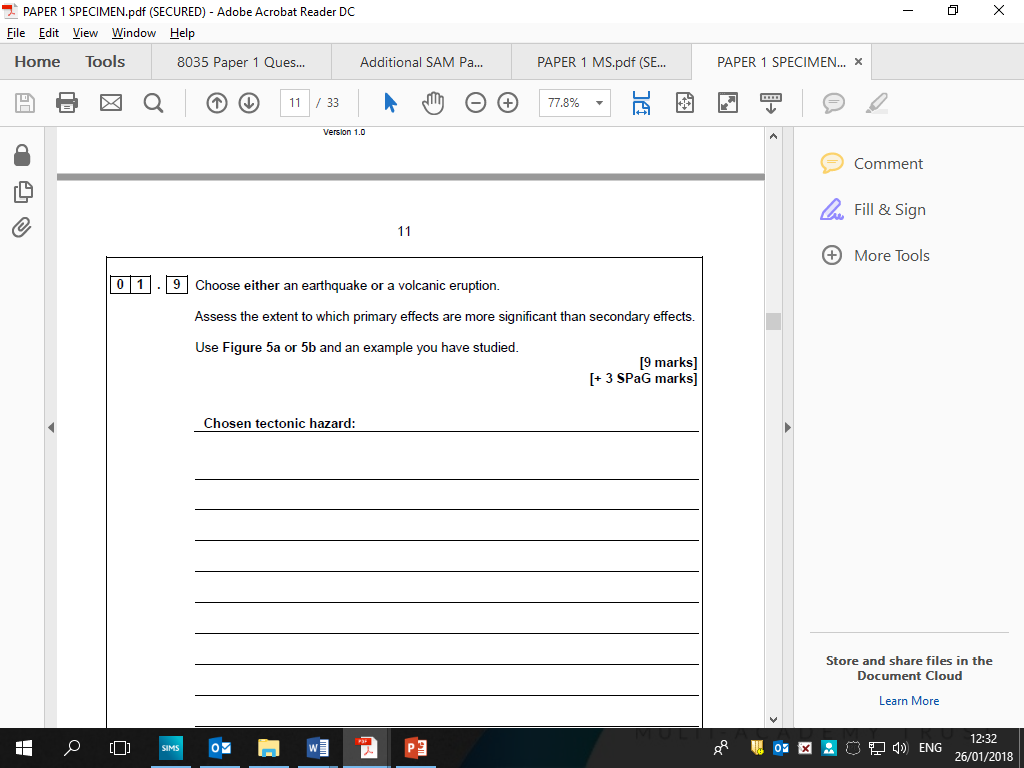 PAPER 1 SPECIMEN.pdf (SECURED) - Adobe Acrobat Reader DC
File Edit View Window Help
Home Tools 8035 Paper 1 Ques... Additional SAM Pa... PAPER 1 MS.pdf (SE... PAPER 1 SPECIMEN... ×
11 / 33 77.8%
Version 1.0
Comment
Fill & Sign
More Tools
11
0 1 . 9 Choose either an earthquake or a volcanic eruption.
Assess the extent to which primary effects are more significant than secondary effects.
Use Figure 5a or 5b and an example you have studied.
[9 marks]
[+ 3 SPaG marks]
Chosen tectonic hazard:
Store and share files in the
Document Cloud
Learn More
MULTI ACADEMY TRUS
SIMS ENG 12:32
26/01/2018